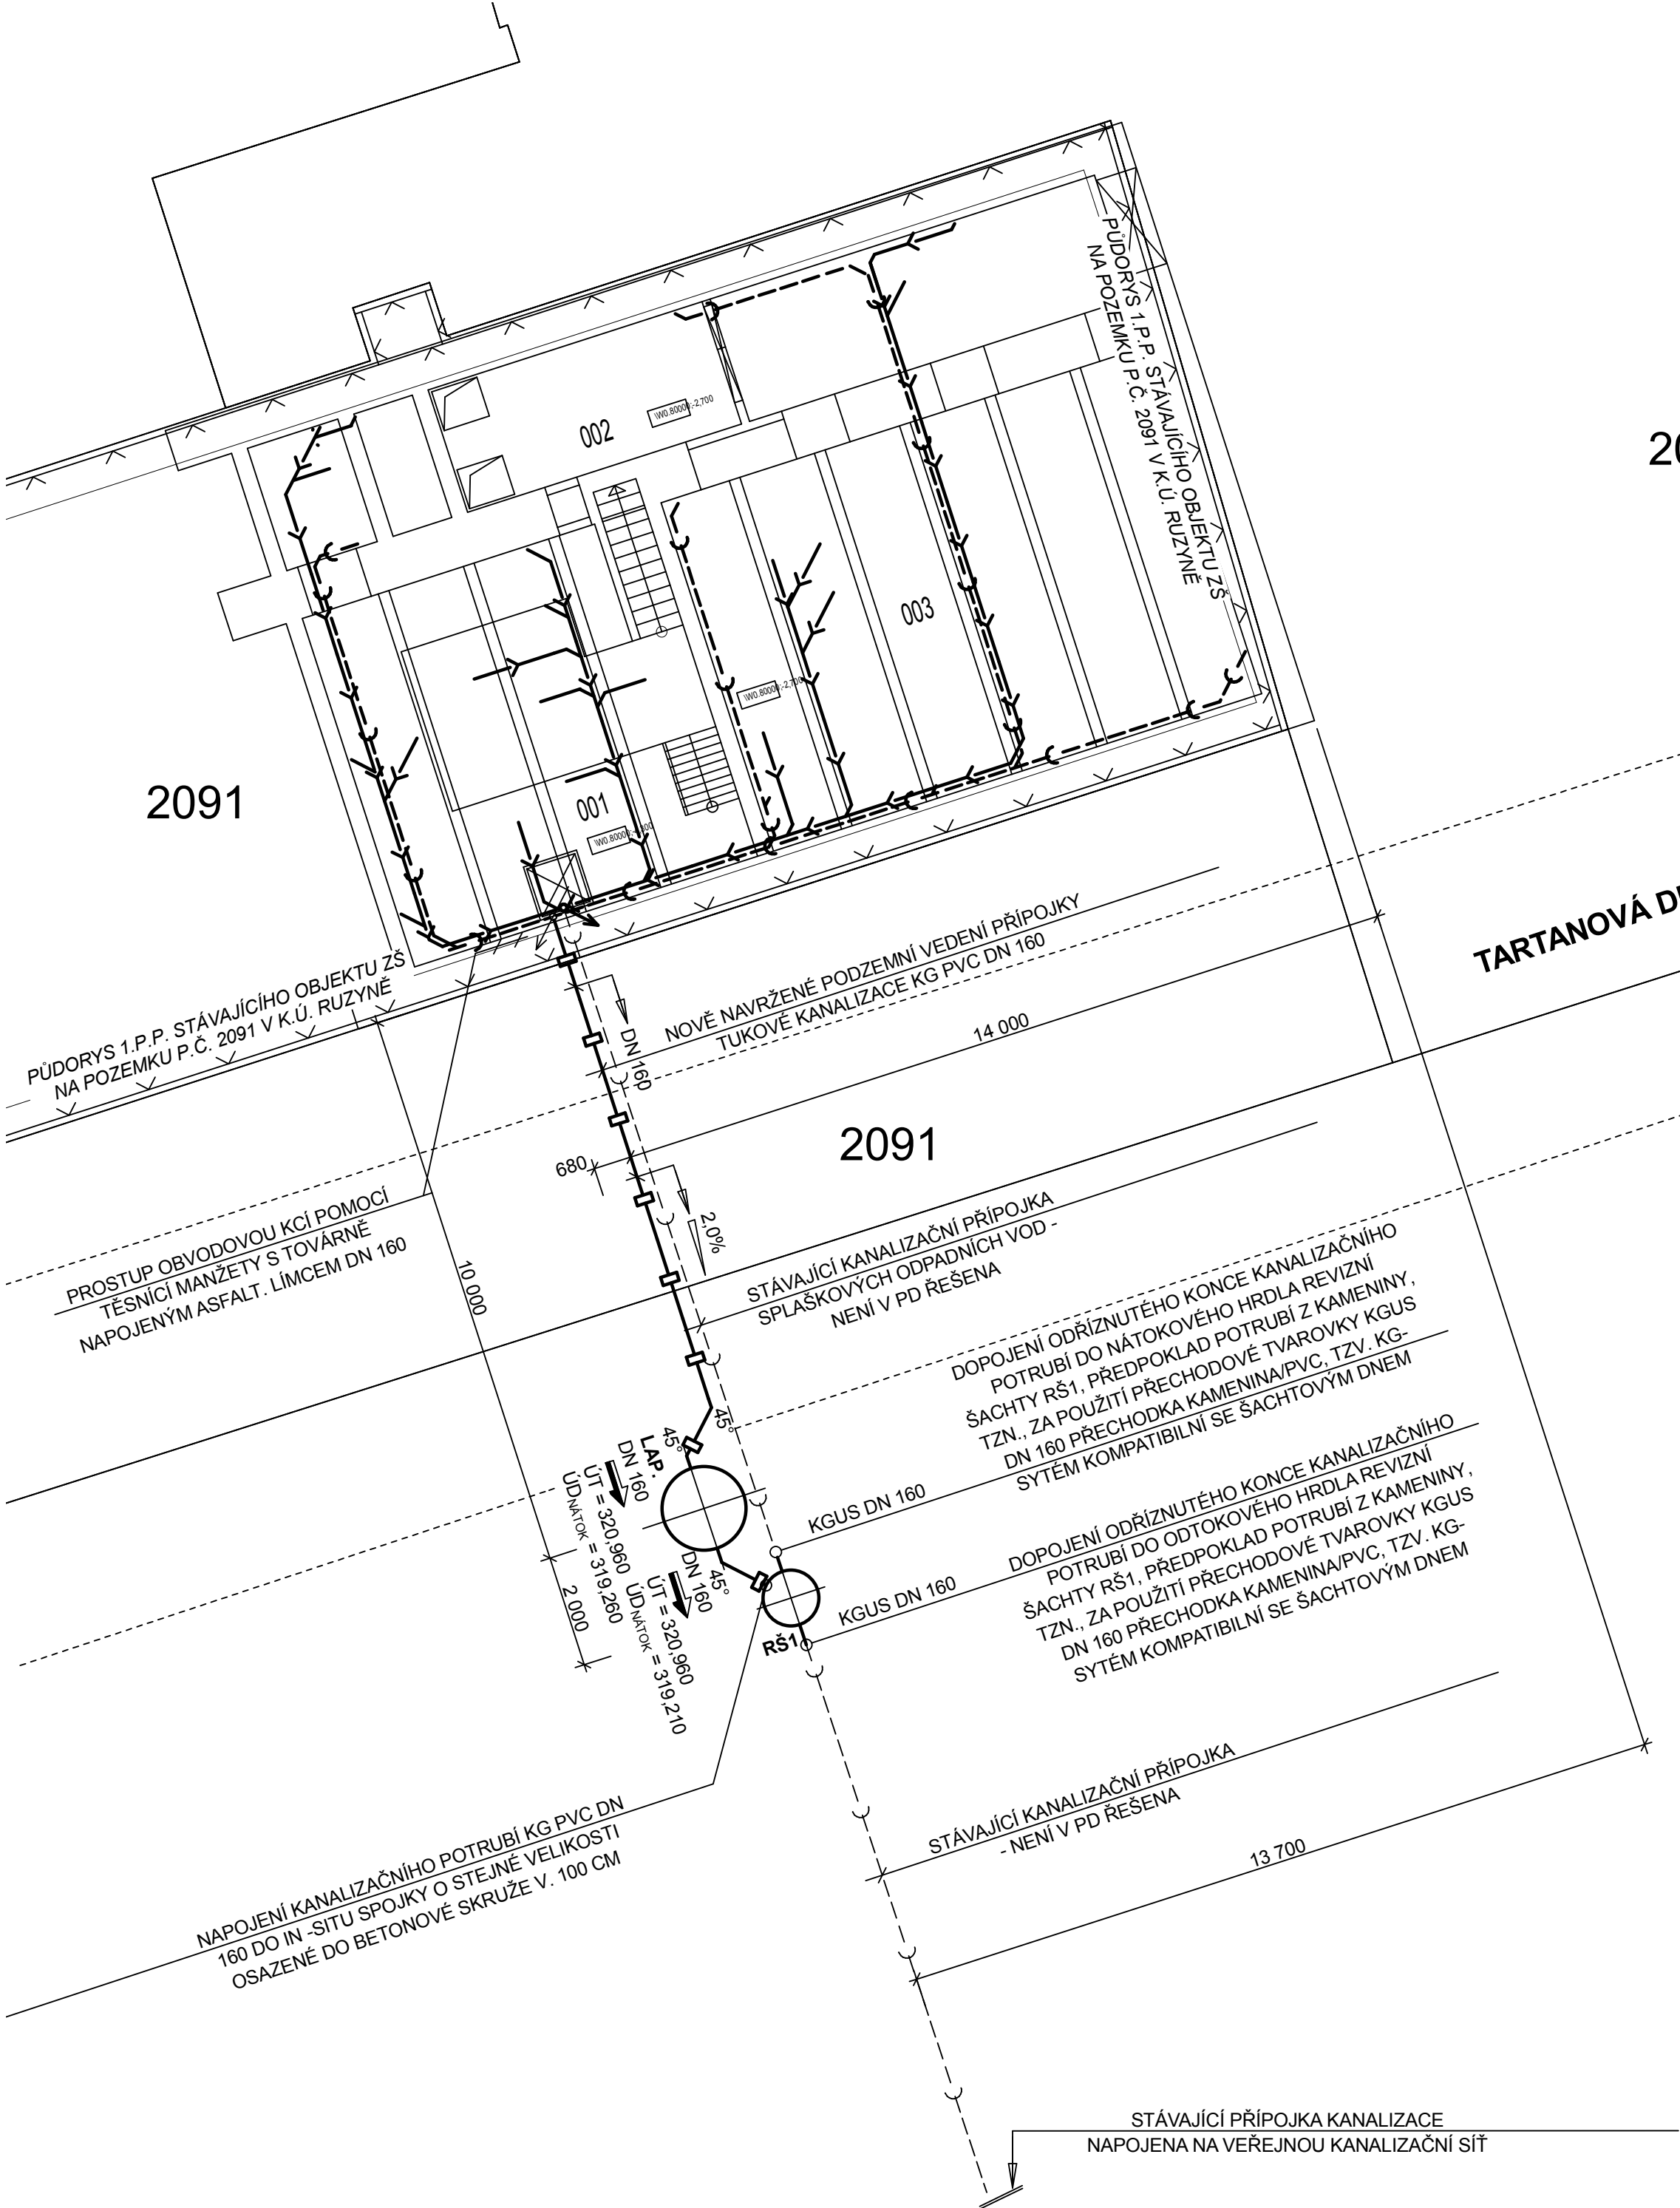 PŮDORYS 1.P.P. STÁVAJÍCÍHO OBJEKTU ZŠ
NA POZEMKU P.Č. 2091 V K.Ú. RUZYNĚ
002
\W0.80000;-2,700
003
\W0.80000;-2,700
001
2091
TARTANOVÁ
PŮDORYS 1.P.P. STÁVAJÍCÍHO OBJEKTU ZŠ
NA POZEMKU P.Č. 2091 V K.Ú. RUZYNĚ
NOVĚ NAVRŽENÉ PODZEMNÍ VEDENÍ PŘÍPOJKY
TUKOVÉ KANALIZACE KG PVC DN 160
DN 160
14 000
2091
680
2,0%
PROSTUP OBVODOVOU KCÍ POMOCÍ
TĚSNÍCÍ MANŽETY S TOVÁRNĚ
NAPOJENÝM ASFALT. LÍMCEM DN 160
10 000
STÁVAJÍCÍ KANALIZAČNÍ PŘÍPOJKA
SPLAŠKOVÝCH ODPADNÍCH VOD -
NENÍ V PD ŘEŠENA
DOPOJENÍ ODŘÍZNUTÉHO KONCE KANALIZAČNÍHO
POTRUBÍ DO NÁTOKOVÉHO HRDLA REVIZNÍ
ŠACHTY RŠ1, PŘEDPOKLAD POTRUBÍ Z KAMENINY,
TZN., ZA POUŽITÍ PŘECHODOVÉ TVAROVKY KGUS
DN 160 PŘECHODKA KAMENINA/PVC, TZV. KG-
SYTÉM KOMPATIBILNÍ SE ŠACHTOVÝM DNEM
KGUS DN 160
45°
45°
LAP.
DN 160
ÚT = 320,960
ÚDNÁTOK = 319,260
DOPOJENÍ ODŘÍZNUTÉHO KONCE KANALIZAČNÍHO
POTRUBÍ DO ODTOKOVÉHO HRDLA REVIZNÍ
ŠACHTY RŠ1, PŘEDPOKLAD POTRUBÍ Z KAMENINY,
TZN., ZA POUŽITÍ PŘECHODOVÉ TVAROVKY KGUS
DN 160 PŘECHODKA KAMENINA/PVC, TZV. KG-
SYTÉM KOMPATIBILNÍ SE ŠACHTOVÝM DNEM
KGUS DN 160
45°
DN 160
ÚT = 320,960
ÚDNÁTOK = 319,210
2 000
RŠ1
STÁVAJÍCÍ KANALIZAČNÍ PŘÍPOJKA
- NENÍ V PD ŘEŠENA
13 700
NAPOJENÍ KANALIZAČNÍHO POTRUBÍ KG PVC DN
160 DO IN -SITU SPOJKY O STEJNÉ VELIKOSTI
OSAZENÉ DO BETONOVÉ SKRUŽE V. 100 CM
STÁVAJÍCÍ PŘÍPOJKA KANALIZACE
NAPOJENA NA VEŘEJNOU KANALIZAČNÍ SÍŤ